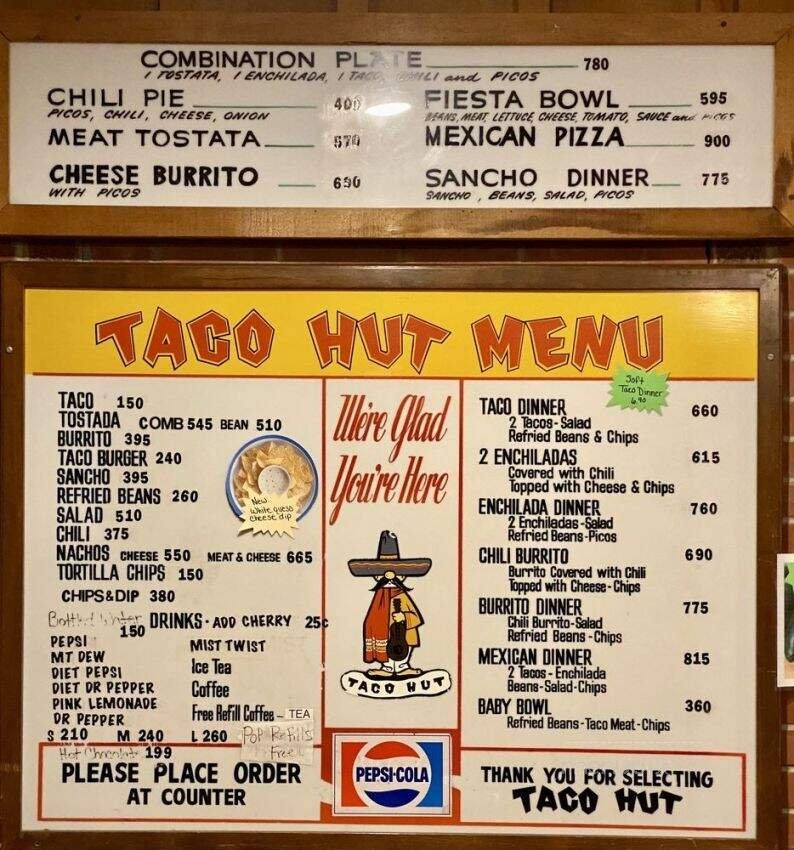 COMBINATION PLATE 780
1 TOSTATA, 1 ENCHILADA, 1 TACO, CHILI and PICOS
CHILI PIE 400
PICOS, CHILI, CHEESE, ONION
MEAT TOSTATA 570
CHEESE BURRITO 690
WITH PICOS
FIESTA BOWL 595
BEANS, MEAT, LETTUCE, CHEESE, TOMATO, SAUCE and PICOS
MEXICAN PIZZA 900
SANCHO DINNER 775
SANCHO, BEANS, SALAD, PICOS
TACO HUT MENU
TACO 150
TOSTADA COMB 545 BEAN 510
BURRITO 395
TACO BURGER 240
SANCHO 395
REFRIED BEANS 260
SALAD 510
CHILI 375
NACHOS CHEESE 550 MEAT & CHEESE 665
TORTILLA CHIPS 150
CHIPS & DIP 380
New
White queso
cheese dip
Bottled Water 150
DRINKS - ADD CHERRY 25¢
PEPSI
MT DEW
DIET PEPSI
DIET DR PEPPER
PINK LEMONADE
DR PEPPER
MIST TWIST
Ice Tea
Coffee
Free Refill Coffee - TEA
S 210 M 240 L 260
POP Refills
Free
Hot Chocolate 199
PLEASE PLACE ORDER
AT COUNTER
We're Glad
You're Here
TACO HUT
PEPSI-COLA
Soft
Taco Dinner
6.90
TACO DINNER 660
2 Tacos - Salad
Refried Beans & Chips
2 ENCHILADAS 615
Covered with Chili
Topped with Cheese & Chips
ENCHILADA DINNER 760
2 Enchiladas - Salad
Refried Beans - Picos
CHILI BURRITO 690
Burrito Covered with Chili
Topped with Cheese - Chips
BURRITO DINNER 775
Chili Burrito - Salad
Refried Beans - Chips
MEXICAN DINNER 815
2 Tacos - Enchilada
Beans - Salad - Chips
BABY BOWL 360
Refried Beans - Taco Meat - Chips
THANK YOU FOR SELECTING
TACO HUT